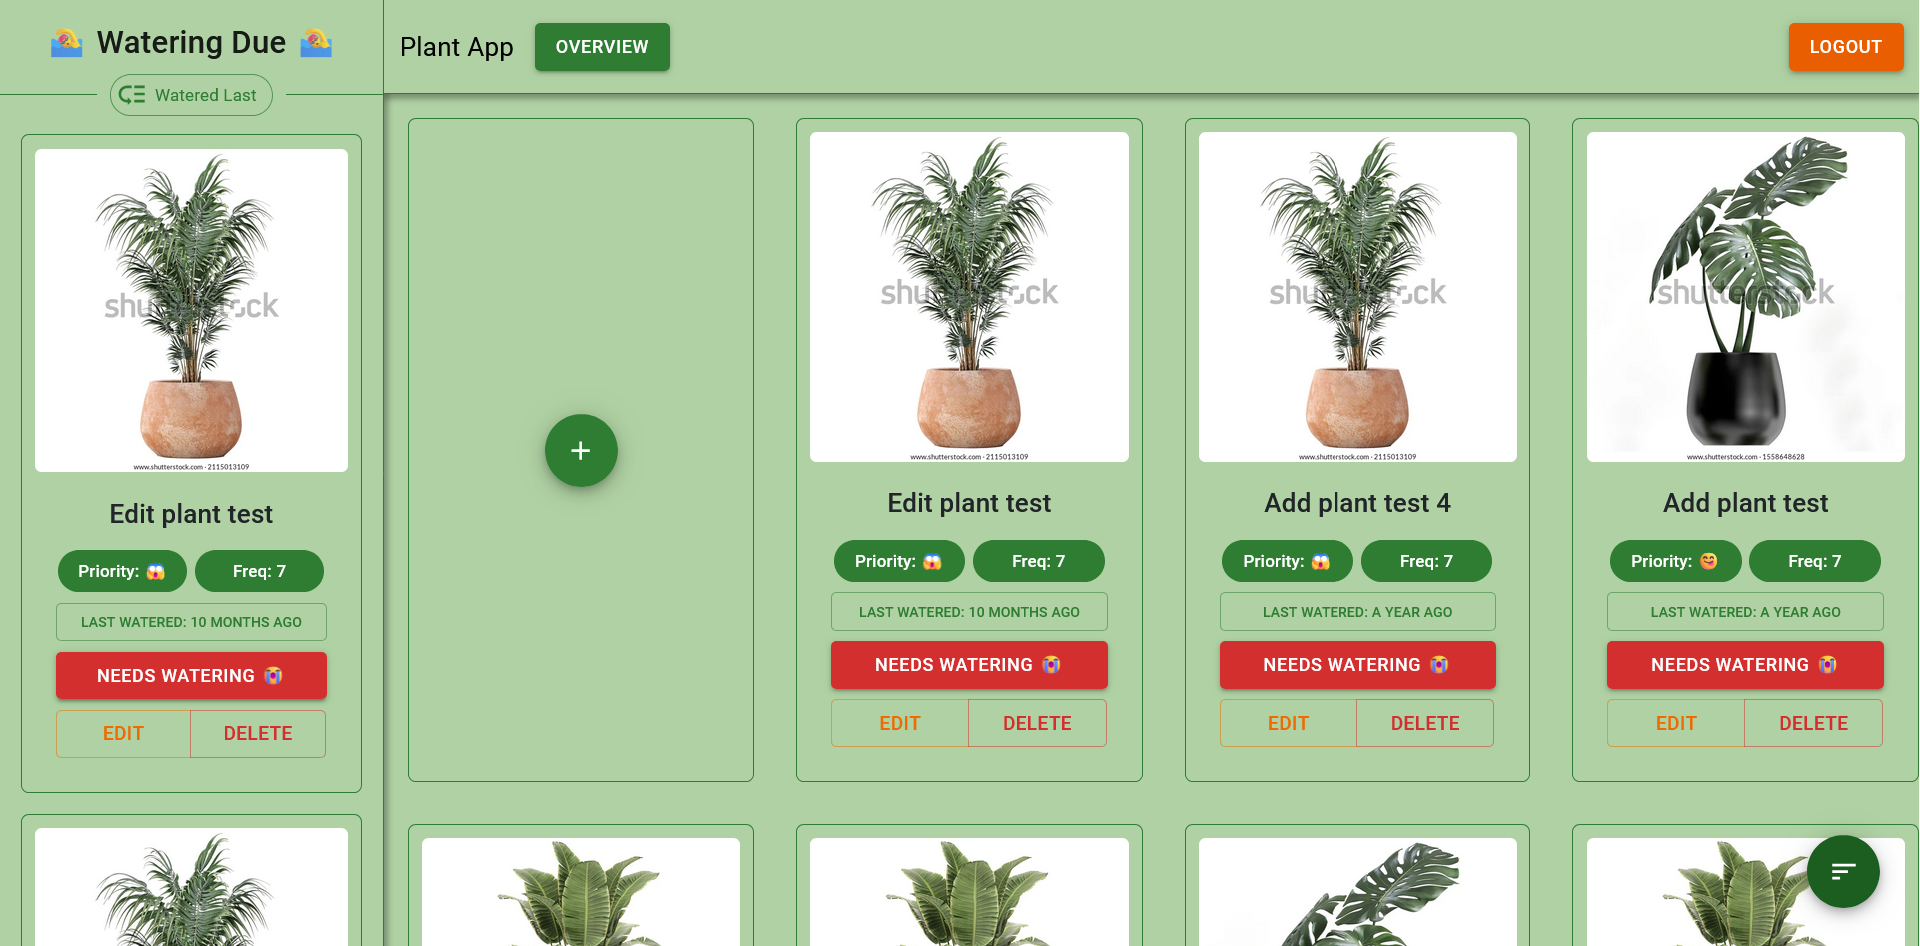 Watering Due
Watered Last
shutterstock
www.shutterstock.com · 2115013109
Edit plant test
Priority: 😱 Freq: 7
LAST WATERED: 10 MONTHS AGO
NEEDS WATERING 😭
EDIT DELETE
Plant App OVERVIEW LOGOUT
+
shutterstock
www.shutterstock.com · 2115013109
Edit plant test
Priority: 😱 Freq: 7
LAST WATERED: 10 MONTHS AGO
NEEDS WATERING 😭
EDIT DELETE
shutterstock
www.shutterstock.com · 2115013109
Add plant test 4
Priority: 😱 Freq: 7
LAST WATERED: A YEAR AGO
NEEDS WATERING 😭
EDIT DELETE
shutterstock
www.shutterstock.com · 1558648628
Add plant test
Priority: 😋 Freq: 7
LAST WATERED: A YEAR AGO
NEEDS WATERING 😭
EDIT DELETE